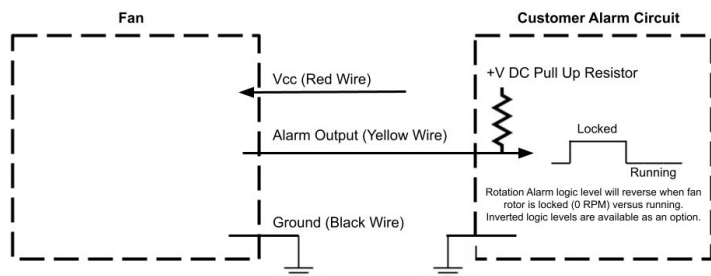 Fan
Customer Alarm Circuit
Vcc (Red Wire)
+V DC Pull Up Resistor
Alarm Output (Yellow Wire)
Locked
Running
Rotation Alarm logic level will reverse when fan
rotor is locked (0 RPM) versus running.
Inverted logic levels are available as an option.
Ground (Black Wire)